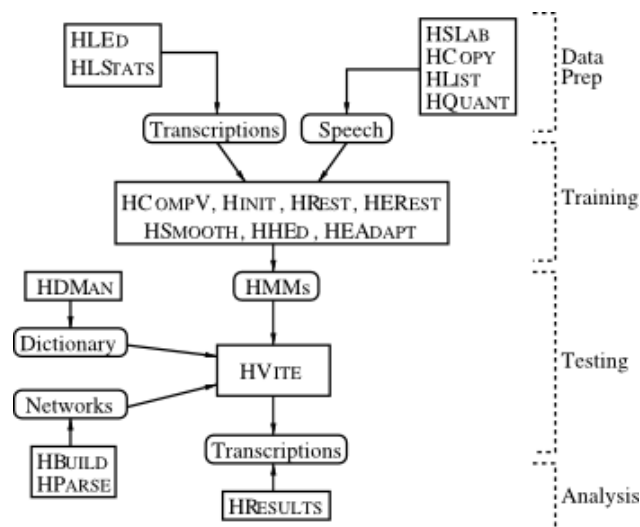 HLEd
HLStats
HSLab
HCopy
HList
HQuant
Data
Prep
Transcriptions
Speech
HCompV, HInit, HRest, HERest
HSmooth, HHEd, HEAdapt
Training
HDMan
HMMs
Dictionary
HVite
Testing
Networks
Transcriptions
HBuild
HParse
HResults
Analysis